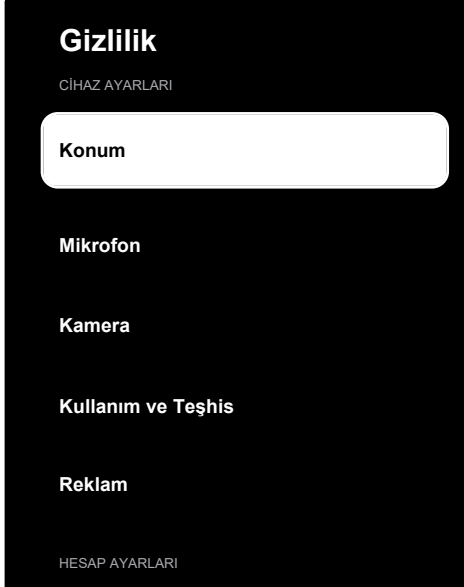 Gizlilik
CİHAZ AYARLARI
Konum
Mikrofon
Kamera
Kullanım ve Teşhis
Reklam
HESAP AYARLARI